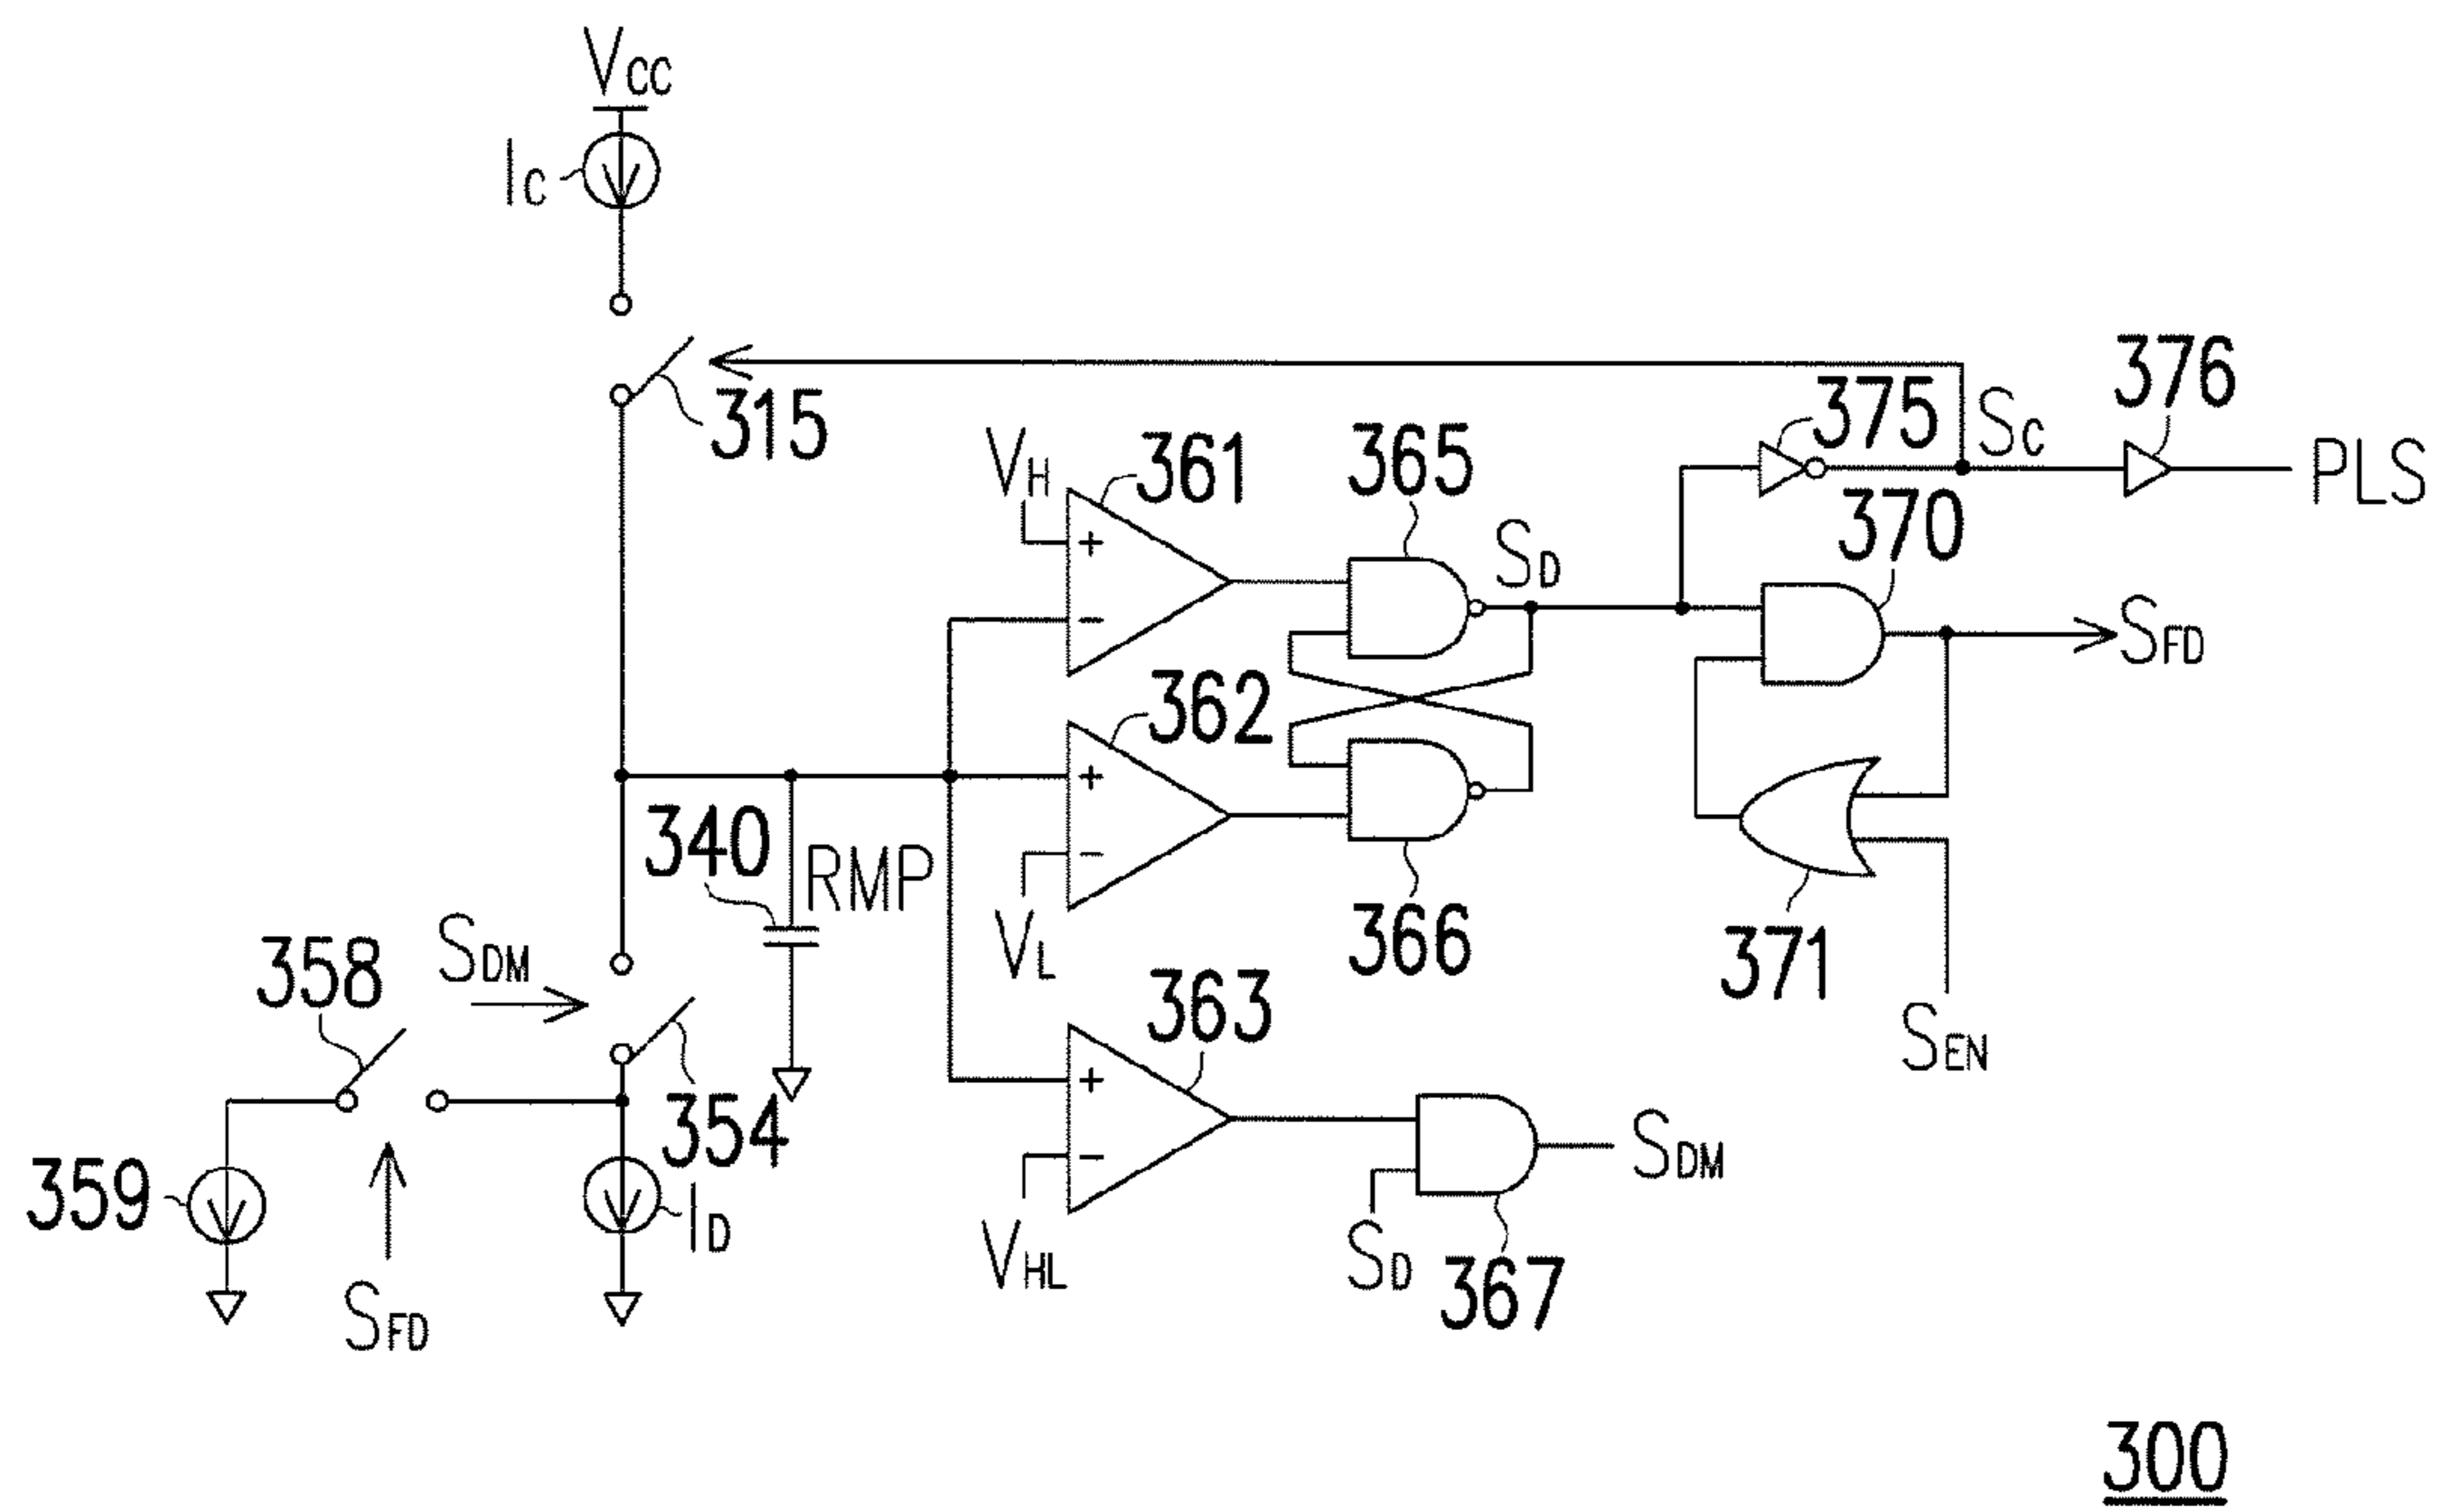 VCC
IC
315
376
375
SC
PLS
VH
361
365
370
SD
SFD
362
340
RMP
VL
366
371
358
SDM
363
SEN
354
359
ID
SDM
VHL
SD
367
SFD
300